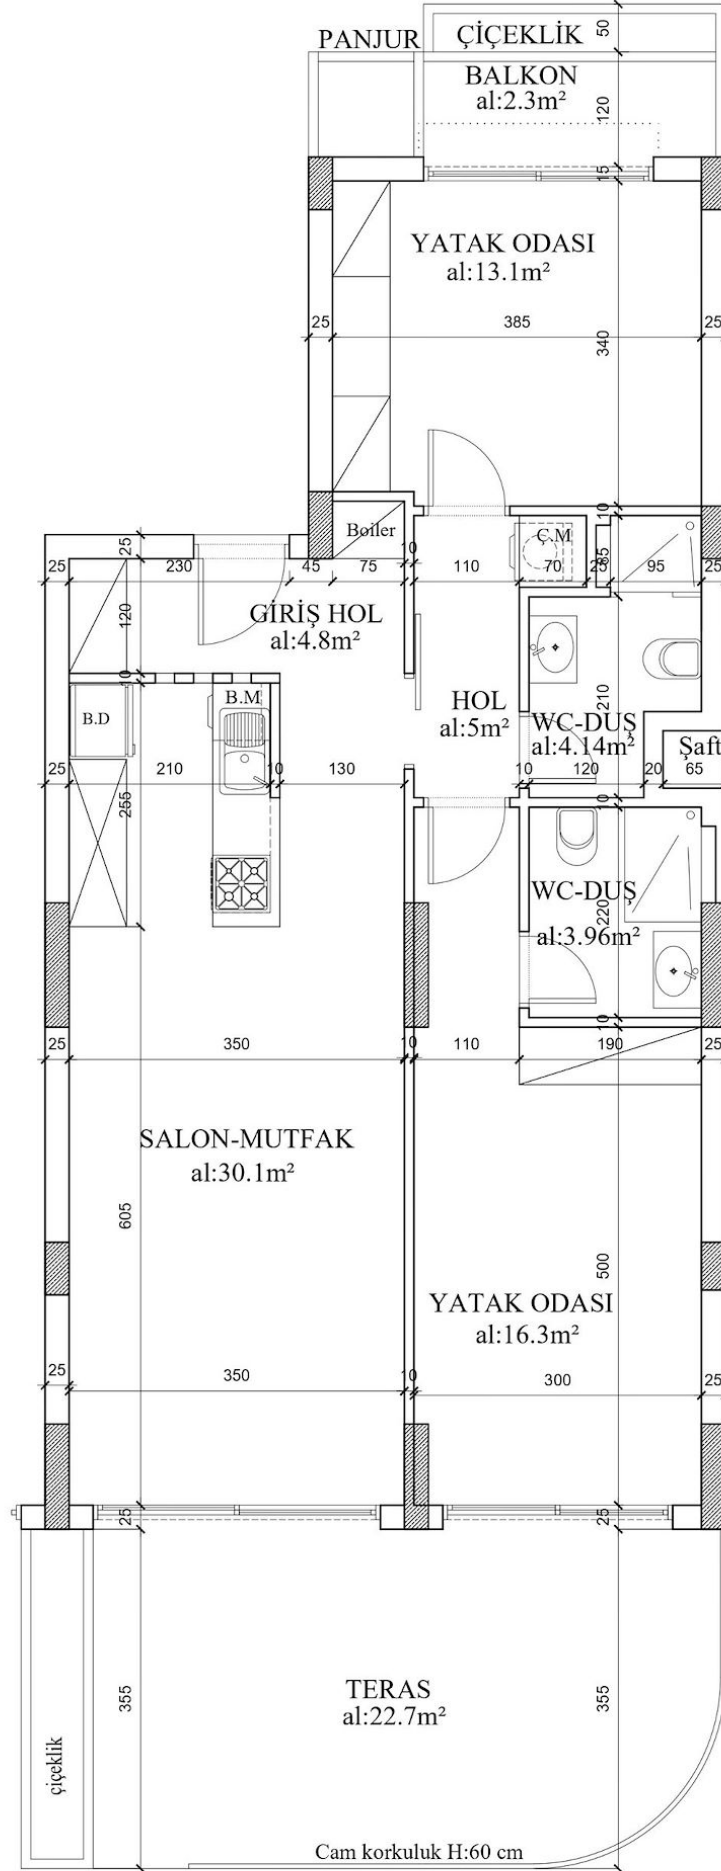 50
PANJUR
ÇİÇEKLİK
BALKON
al:2.3m²
120
15
YATAK ODASI
al:13.1m²
25
385
25
340
10
25
Boiler
10
Ç.M
85
25
230
45
75
110
70
25
95
25
120
GİRİŞ HOL
al:4.8m²
10
210
B.D
B.M
HOL
al:5m²
WC-DUŞ
al:4.14m²
Şaft
25
210
10
130
10
120
20
65
255
10
WC-DUŞ
220
al:3.96m²
10
25
350
10
110
190
25
SALON-MUTFAK
al:30.1m²
605
500
YATAK ODASI
al:16.3m²
25
350
10
300
25
25
25
TERAS
al:22.7m²
355
355
çiçeklik
Cam korkuluk H:60 cm